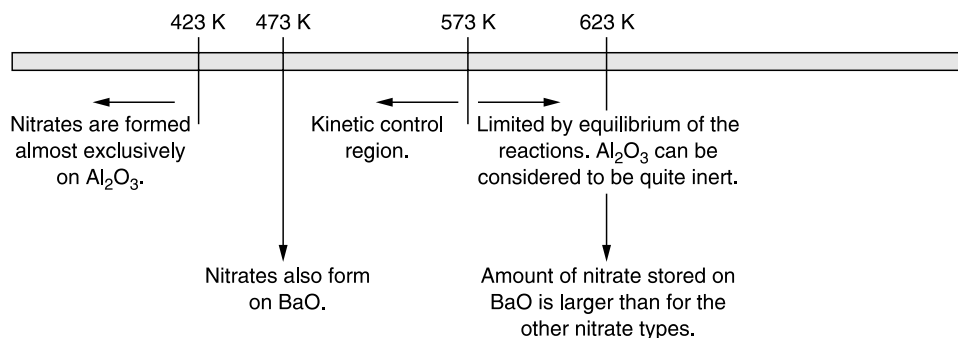 423 K 473 K 573 K 623 K
Nitrates are formed
almost exclusively
on Al₂O₃.
Kinetic control
region.
Limited by equilibrium of the
reactions. Al₂O₃ can be
considered to be quite inert.
Nitrates also form
on BaO.
Amount of nitrate stored on
BaO is larger than for the
other nitrate types.